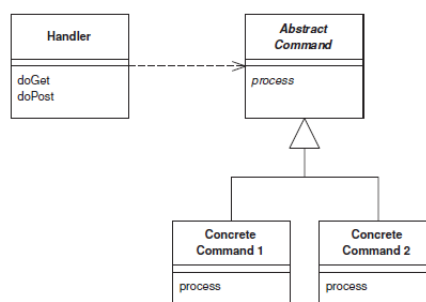 Handler
doGet
doPost
Abstract
Command
process
Concrete
Command 1
process
Concrete
Command 2
process